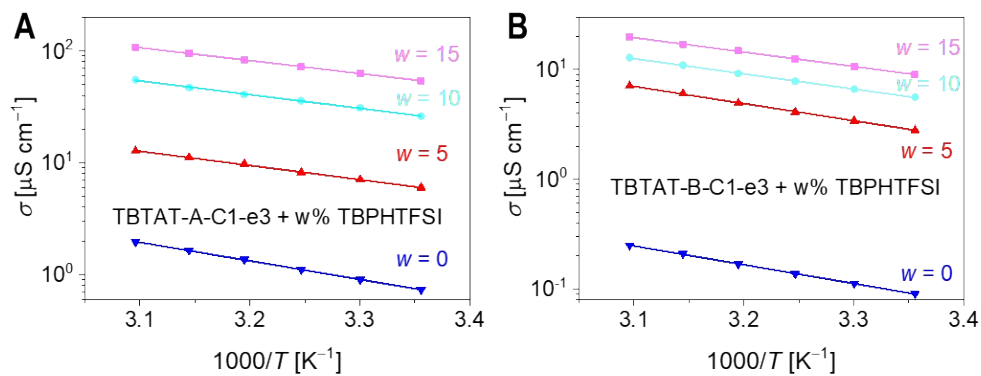 A
σ [μS cm⁻¹]
10²
10¹
10⁰
w = 15
w = 10
w = 5
TBTAT-A-C1-e3 + w% TBPHTFSI
w = 0
3.1 3.2 3.3 3.4
1000/T [K⁻¹]
B
σ [μS cm⁻¹]
10¹
10⁰
10⁻¹
w = 15
w = 10
w = 5
TBTAT-B-C1-e3 + w% TBPHTFSI
w = 0
3.1 3.2 3.3 3.4
1000/T [K⁻¹]